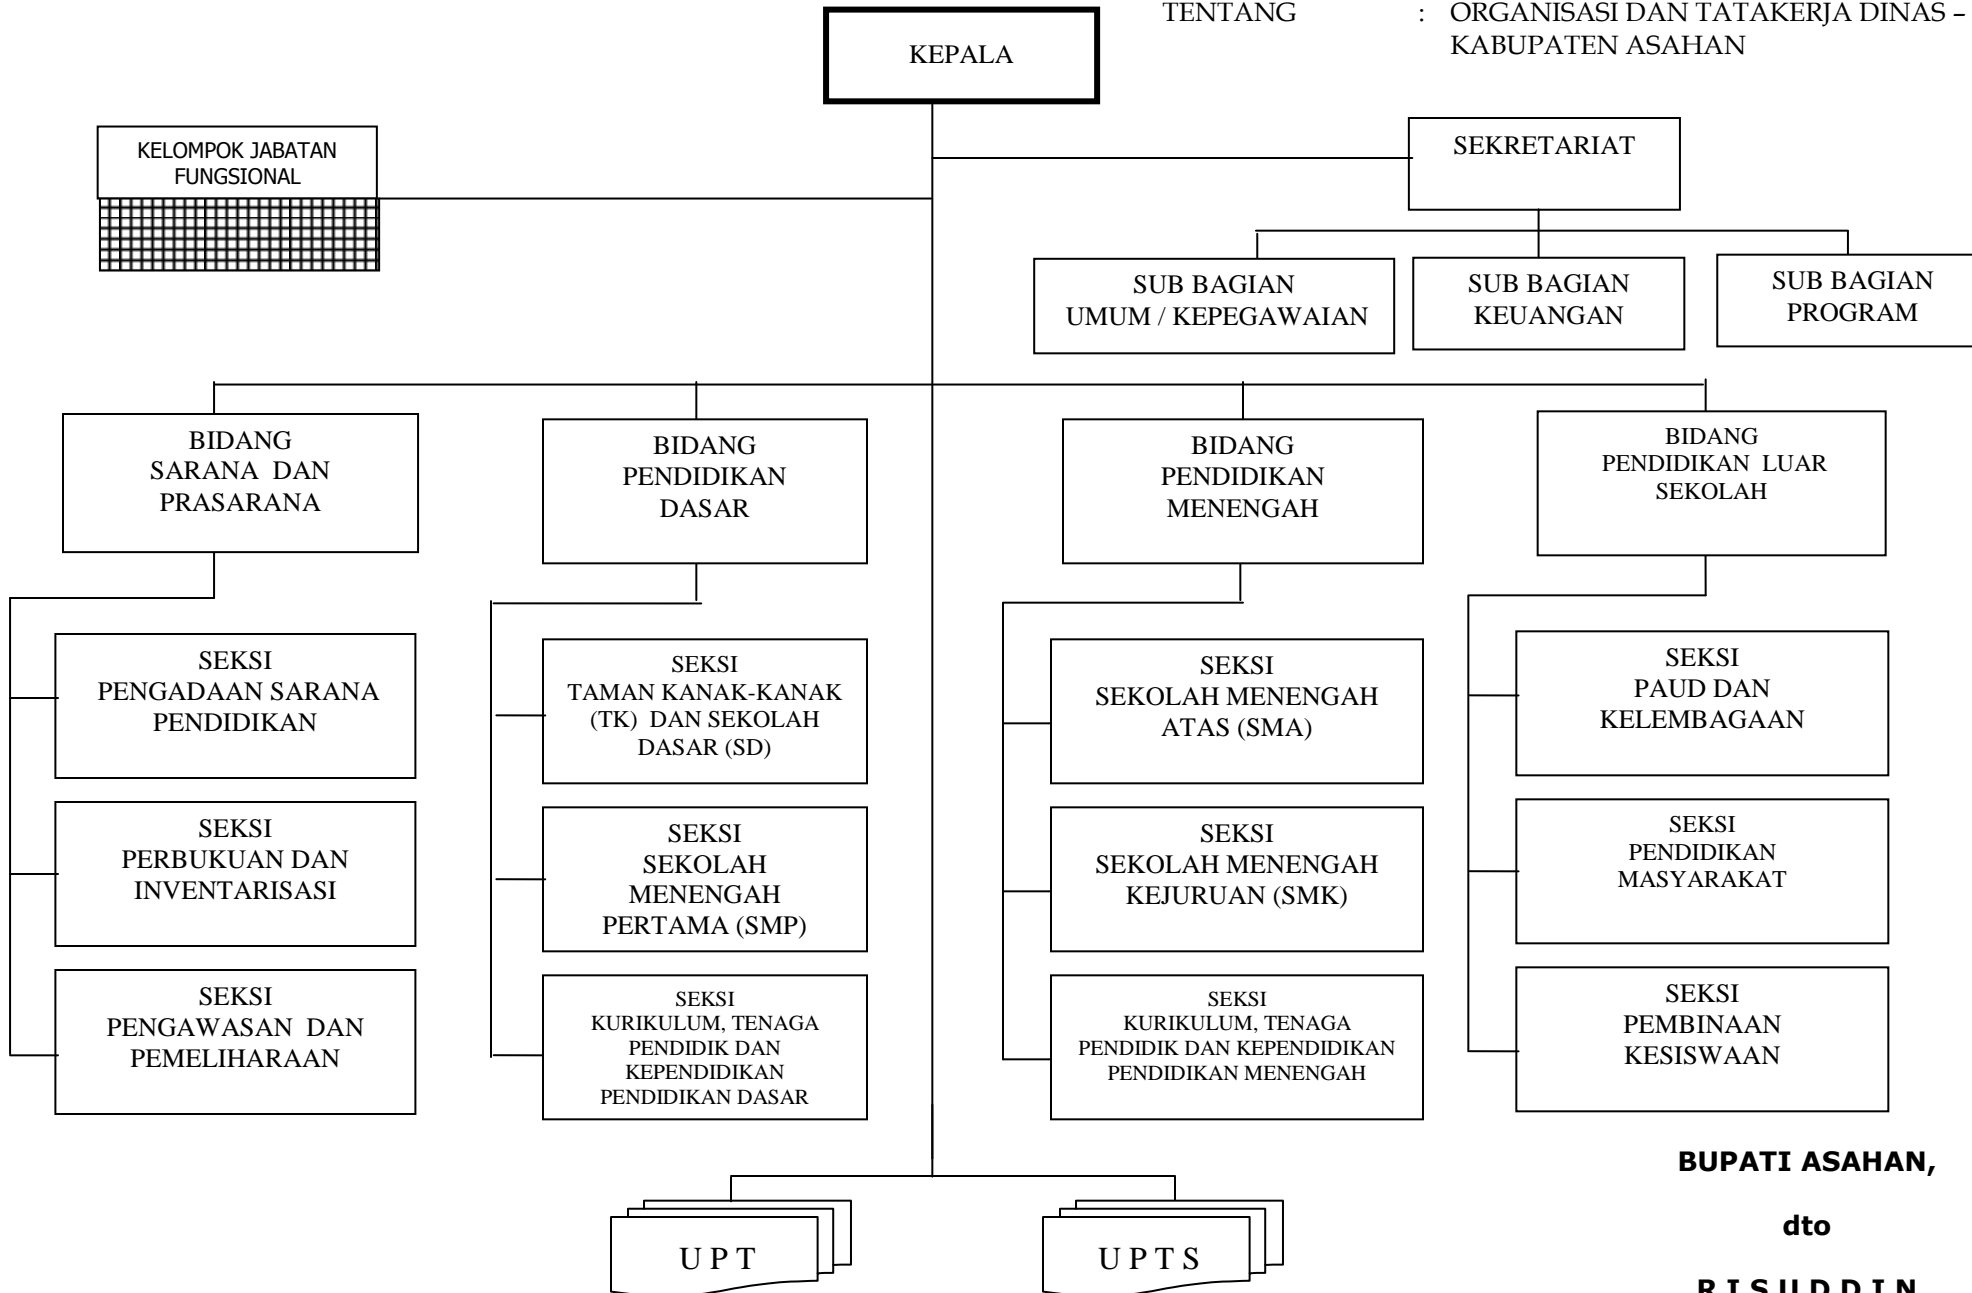 TENTANG : ORGANISASI DAN TATAKERJA DINAS –
KABUPATEN ASAHAN
KEPALA
KELOMPOK JABATAN
FUNGSIONAL
SEKRETARIAT
SUB BAGIAN
UMUM / KEPEGAWAIAN
SUB BAGIAN
KEUANGAN
SUB BAGIAN
PROGRAM
BIDANG
SARANA DAN
PRASARANA
BIDANG
PENDIDIKAN
DASAR
BIDANG
PENDIDIKAN
MENENGAH
BIDANG
PENDIDIKAN LUAR
SEKOLAH
SEKSI
PENGADAAN SARANA
PENDIDIKAN
SEKSI
TAMAN KANAK-KANAK
(TK) DAN SEKOLAH
DASAR (SD)
SEKSI
SEKOLAH MENENGAH
ATAS (SMA)
SEKSI
PAUD DAN
KELEMBAGAAN
SEKSI
PERBUKUAN DAN
INVENTARISASI
SEKSI
SEKOLAH
MENENGAH
PERTAMA (SMP)
SEKSI
SEKOLAH MENENGAH
KEJURUAN (SMK)
SEKSI
PENDIDIKAN
MASYARAKAT
SEKSI
PENGAWASAN DAN
PEMELIHARAAN
SEKSI
KURIKULUM, TENAGA
PENDIDIK DAN
KEPENDIDIKAN
PENDIDIKAN DASAR
SEKSI
KURIKULUM, TENAGA
PENDIDIK DAN KEPENDIDIKAN
PENDIDIKAN MENENGAH
SEKSI
PEMBINAAN
KESISWAAN
U P T
U P T S
BUPATI ASAHAN,
dto
R I S U D D I N